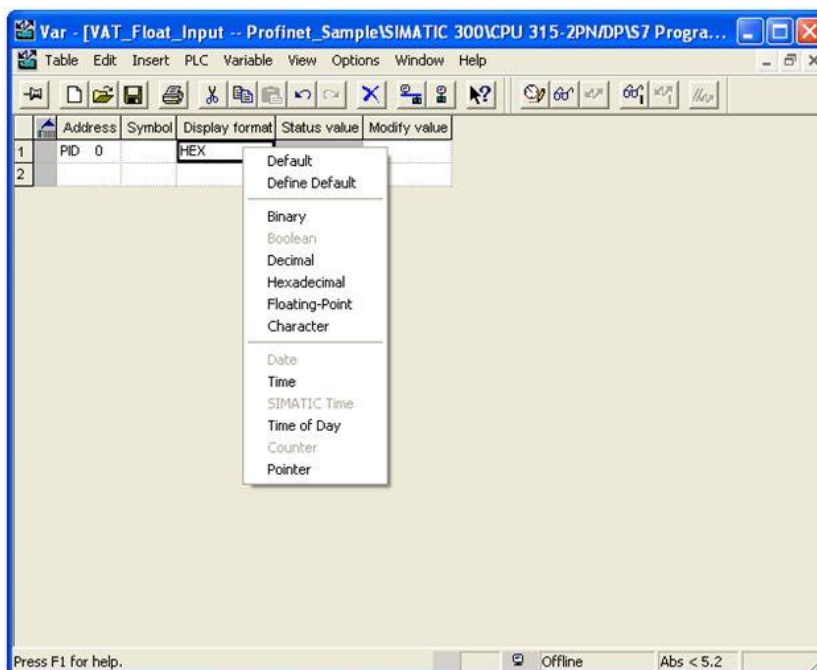 Var - [VAT_Float_Input -- Profinet_Sample\SIMATIC 300\CPU 315-2PN/DP\S7 Progra...
Table Edit Insert PLC Variable View Options Window Help
Address Symbol Display format Status value Modify value
1 PID 0 HEX
2
Default
Define Default
Binary
Boolean
Decimal
Hexadecimal
Floating-Point
Character
Date
Time
SIMATIC Time
Time of Day
Counter
Pointer
Press F1 for help. Offline Abs < 5.2